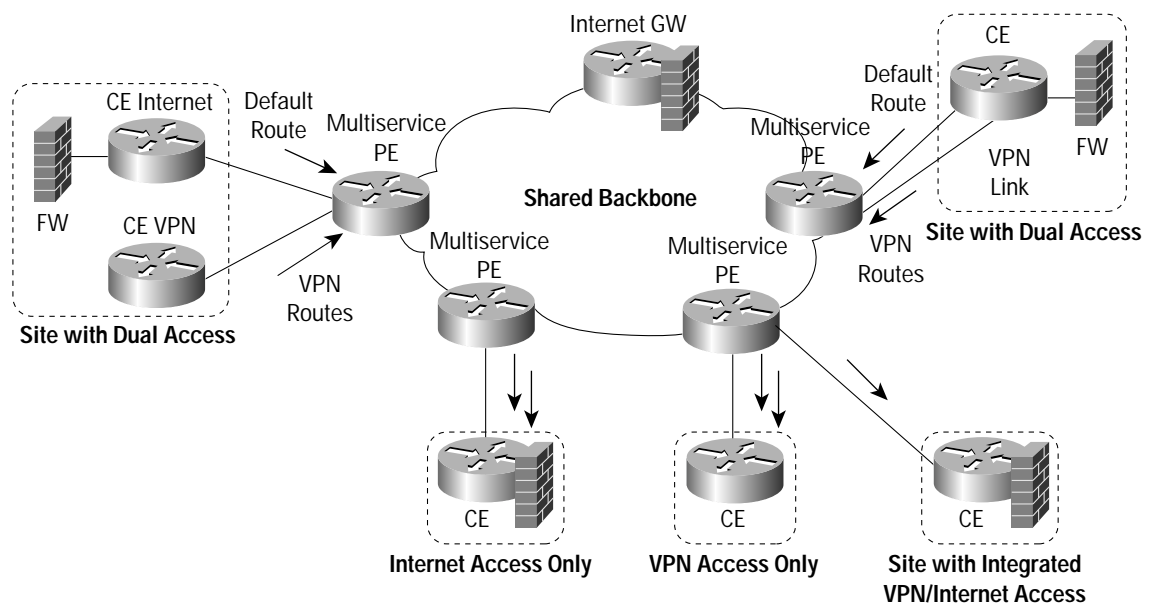 Internet GW
CE
CE Internet
Default
Route
Multiservice
PE
Default
Route
Multiservice
PE
FW
FW
VPN
Link
Shared Backbone
CE VPN
VPN
Routes
Multiservice
PE
Multiservice
PE
VPN
Routes
Site with Dual Access
Site with Dual Access
CE
CE
CE
Internet Access Only
VPN Access Only
Site with Integrated
VPN/Internet Access